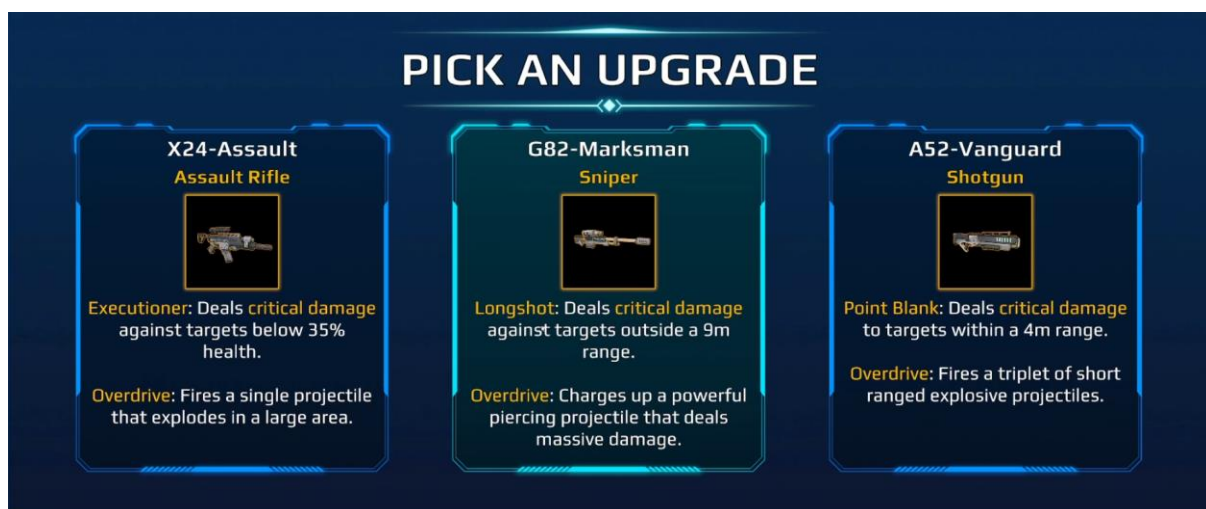 PICK AN UPGRADE
X24-Assault
Assault Rifle
Executioner: Deals critical damage
against targets below 35%
health.
Overdrive: Fires a single projectile
that explodes in a large area.
G82-Marksman
Sniper
Longshot: Deals critical damage
against targets outside a 9m
range.
Overdrive: Charges up a powerful
piercing projectile that deals
massive damage.
A52-Vanguard
Shotgun
Point Blank: Deals critical damage
to targets within a 4m range.
Overdrive: Fires a triplet of short
ranged explosive projectiles.